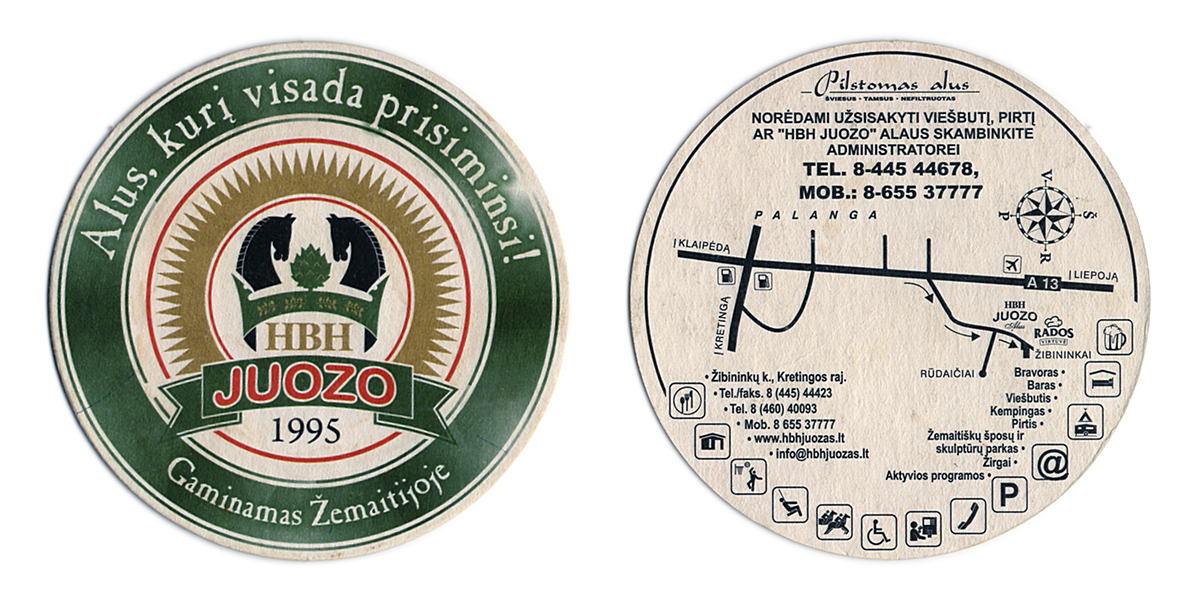 Alus, kurį visada prisiminsi!
HBH
JUOZO
1995
Gaminamas Žemaitijoje
Pilstomas alus
ŠVIESUS • TAMSUS • NEFILTRUOTAS
NORĖDAMI UŽSISAKYTI VIEŠBUTĮ, PIRTĮ
AR "HBH JUOZO" ALAUS SKAMBINKITE
ADMINISTRATOREI
TEL. 8-445 44678,
MOB.: 8-655 37777
PALANGA
V
P
Š
R
Į KLAIPĖDĄ
Į KRETINGĄ
A 13
Į LIEPOJĄ
HBH
JUOZO
Alus
RADOS
VIRTUVĖ
ŽIBININKAI
RŪDAIČIAI
• Žibininkų k., Kretingos raj.
• Tel./faks. 8 (445) 44423
• Tel. 8 (460) 40093
• Mob. 8 655 37777
• www.hbhjuozas.lt
• info@hbhjuozas.lt
Bravoras •
Baras •
Viešbutis •
Kempingas •
Pirtis •
Žemaitiškų šposų ir
skulptūrų parkas •
Žirgai •
Aktyvios programos •
@
P